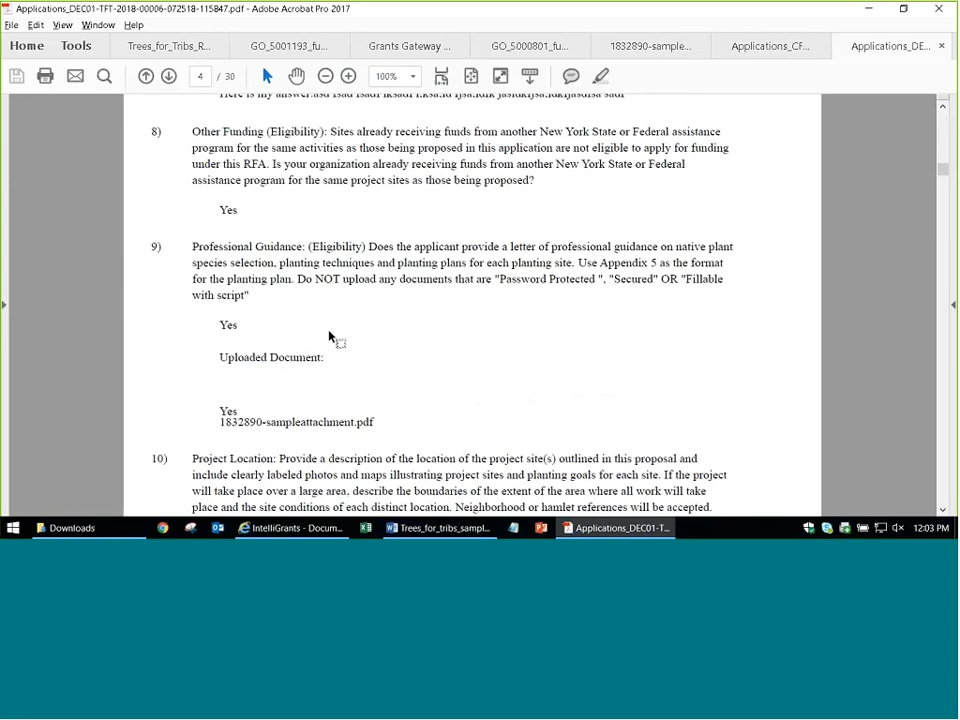 Applications_DEC01-TFT-2018-00006-072518-115847.pdf - Adobe Acrobat Pro 2017
File Edit View Window Help
Home Tools Trees_for_Tribs_R... GO_5001193_fu... Grants Gateway ... GO_5000801_fu... 1832890-sample... Applications_CF... Applications_DE... ×
4 / 30 100%
8) Other Funding (Eligibility): Sites already receiving funds from another New York State or Federal assistance
program for the same activities as those being proposed in this application are not eligible to apply for funding
under this RFA. Is your organization already receiving funds from another New York State or Federal
assistance program for the same project sites as those being proposed?
Yes
9) Professional Guidance: (Eligibility) Does the applicant provide a letter of professional guidance on native plant
species selection, planting techniques and planting plans for each planting site. Use Appendix 5 as the format
for the planting plan. Do NOT upload any documents that are "Password Protected ", "Secured" OR "Fillable
with script"
Yes
Uploaded Document:
Yes
1832890-sampleattachment.pdf
10) Project Location: Provide a description of the location of the project site(s) outlined in this proposal and
include clearly labeled photos and maps illustrating project sites and planting goals for each site. If the project
will take place over a large area, describe the boundaries of the extent of the area where all work will take
place and the site conditions of each distinct location. Neighborhood or hamlet references will be accepted.
Downloads IntelliGrants - Docum... Trees_for_tribs_sampl... Applications_DEC01-T... 12:03 PM